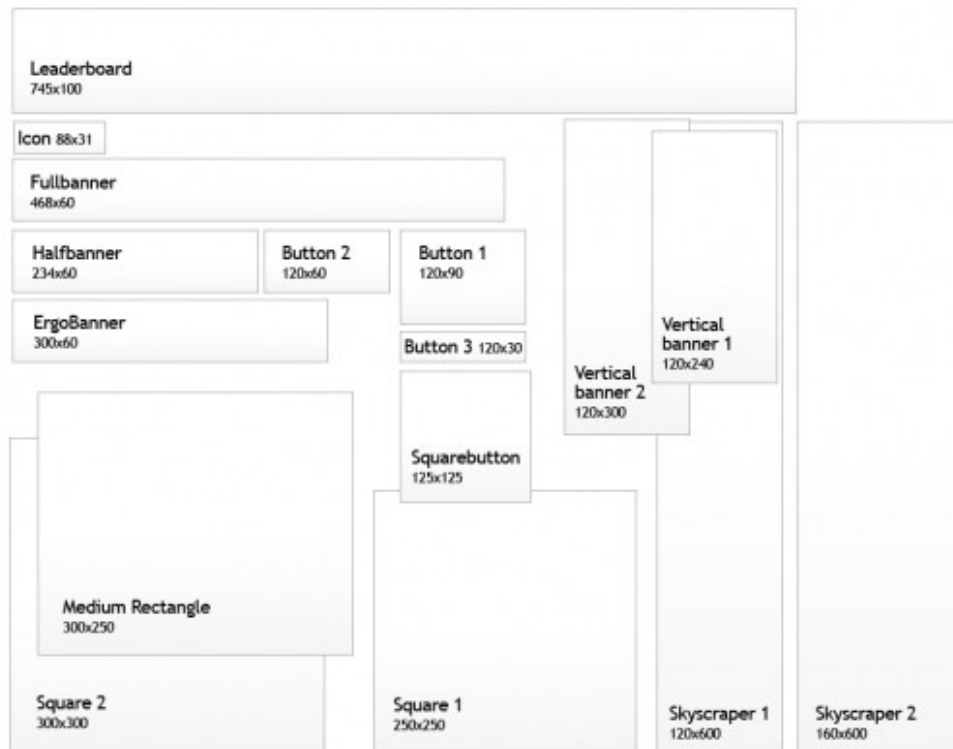 Leaderboard
745x100
Icon 88x31
Fullbanner
468x60
Halfbanner
234x60
Button 2
120x60
Button 1
120x90
ErgoBanner
300x60
Button 3 120x30
Vertical
banner 1
120x240
Vertical
banner 2
120x300
Squarebutton
125x125
Medium Rectangle
300x250
Square 2
300x300
Square 1
250x250
Skyscraper 1
120x600
Skyscraper 2
160x600